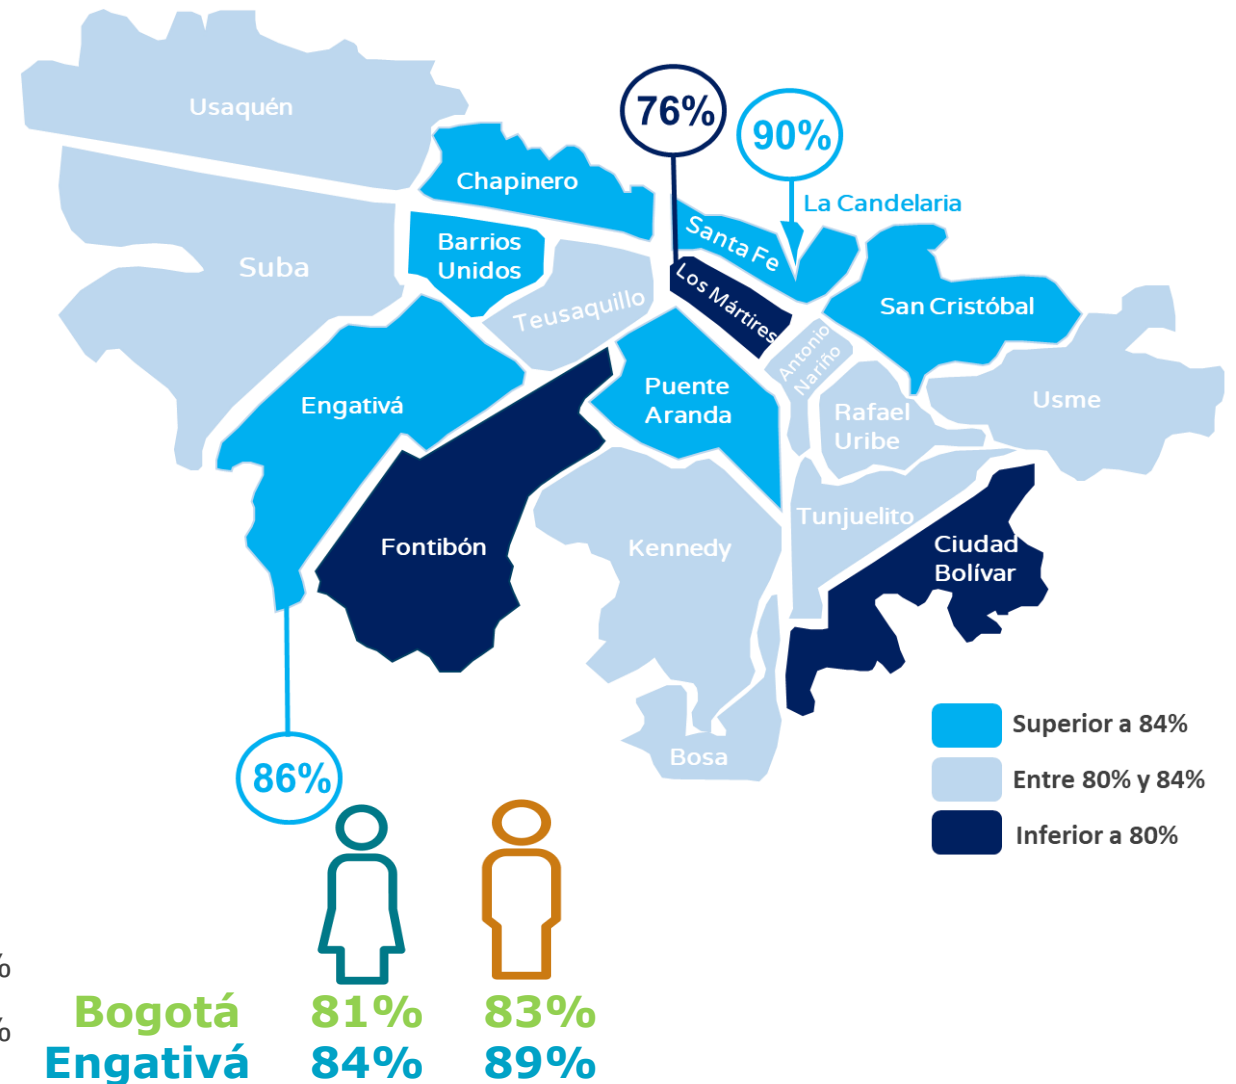 Usaquén
76%
90%
Chapinero
La Candelaria
Santa Fe
Barrios
Unidos
Suba
Los Mártires
Teusaquillo
San Cristóbal
Antonio
Nariño
Puente
Aranda
Engativá
Rafael
Uribe
Usme
Tunjuelito
Fontibón
Kennedy
Ciudad
Bolívar
Bosa
Superior a 84%
Entre 80% y 84%
Inferior a 80%
86%
%
%
Bogotá 81% 83%
Engativá 84% 89%